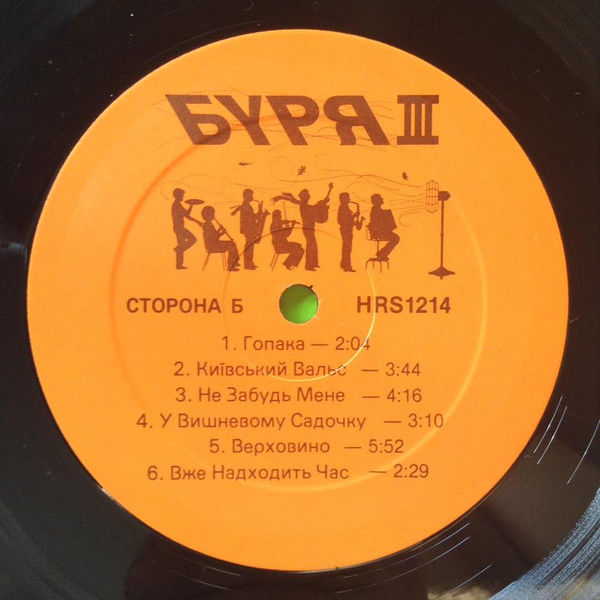 БУРЯ III
СТОРОНА Б HRS1214
1. Гопака — 2:04
2. Київський Вальс — 3:44
3. Не Забудь Мене — 4:16
4. У Вишневому Садочку — 3:10
5. Верховино — 5:52
6. Вже Надходить Час — 2:29